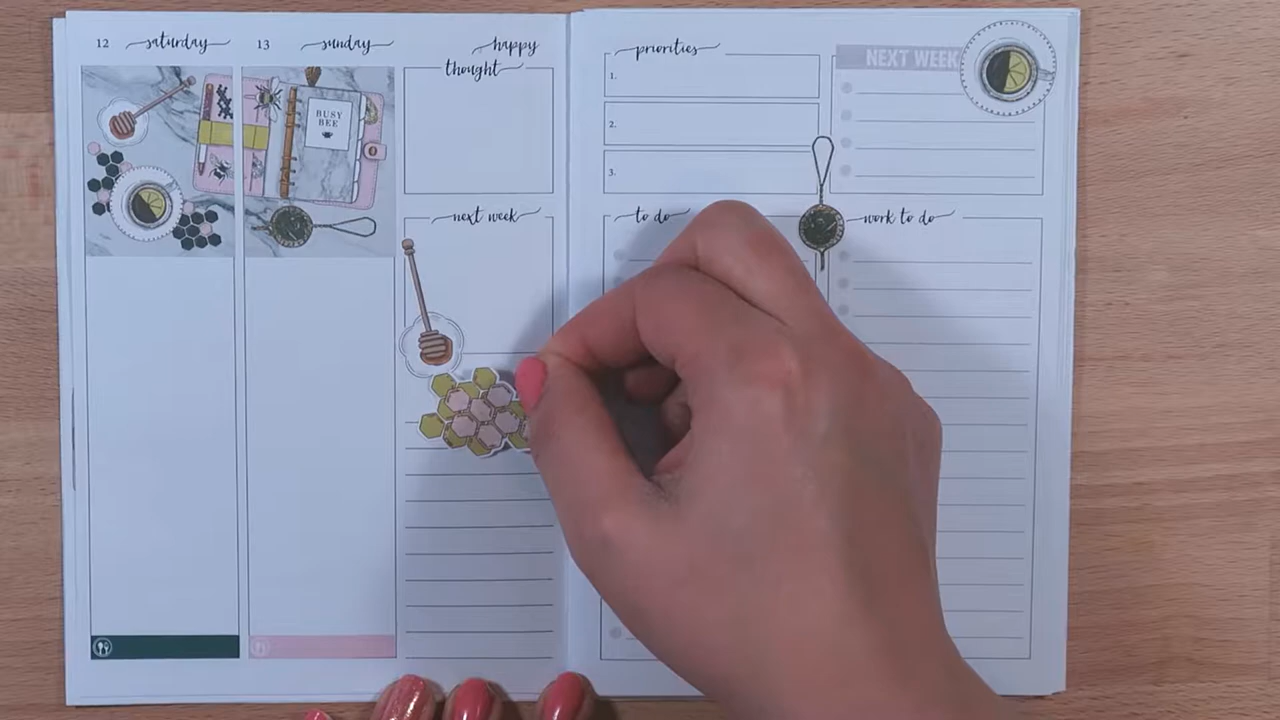 12 saturday
13 sunday
happy
thought
BUSY
BEE
next week
priorities
1.
2.
3.
NEXT WEEK
to do
work to do